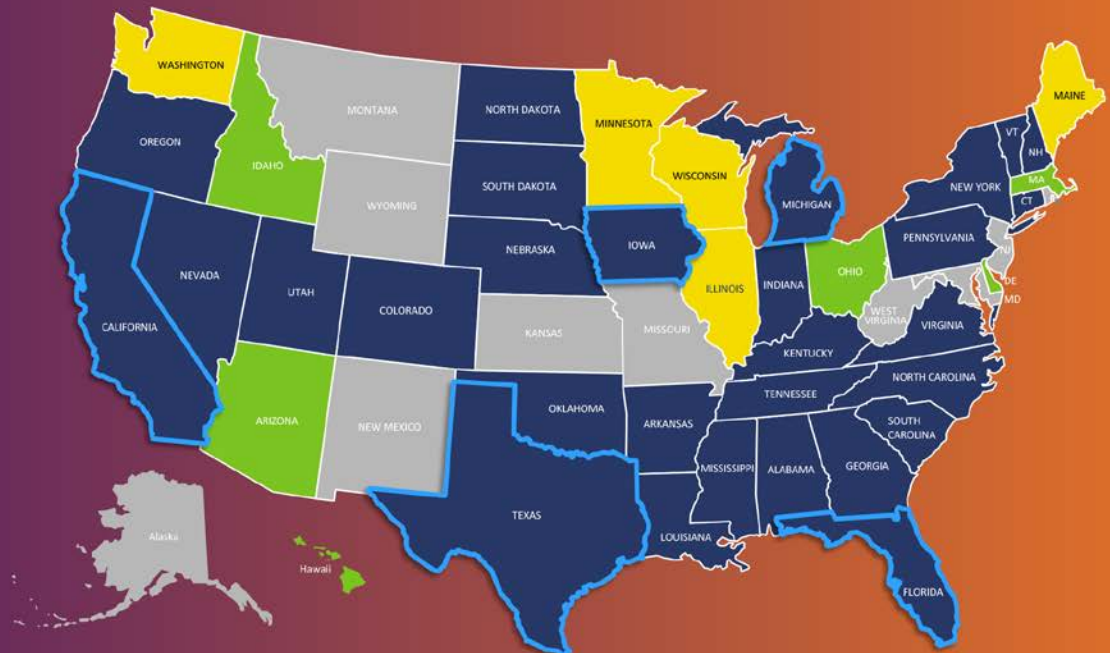 WASHINGTON
MONTANA
NORTH DAKOTA
MINNESOTA
MAINE
OREGON
IDAHO
WYOMING
SOUTH DAKOTA
WISCONSIN
MICHIGAN
VT
NH
NEW YORK
MA
CT
NEBRASKA
IOWA
PENNSYLVANIA
NJ
NEVADA
UTAH
COLORADO
ILLINOIS
INDIANA
OHIO
DE
MD
WEST
VIRGINIA
CALIFORNIA
KANSAS
MISSOURI
KENTUCKY
VIRGINIA
ARIZONA
NEW MEXICO
OKLAHOMA
ARKANSAS
TENNESSEE
NORTH CAROLINA
SOUTH
CAROLINA
TEXAS
MISSISSIPPI
ALABAMA
GEORGIA
LOUISIANA
FLORIDA
Alaska
Hawaii